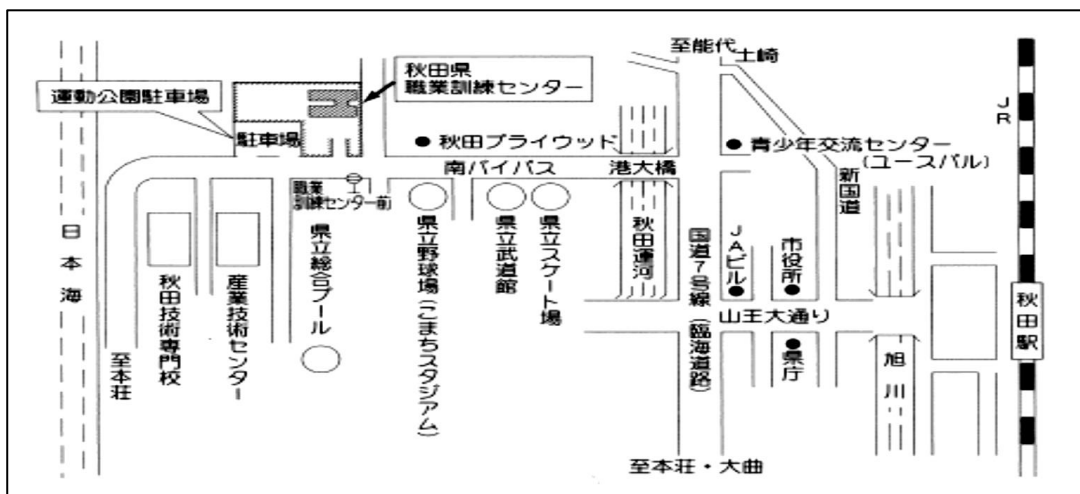 至能代
土崎
秋田県
職業訓練センター
運動公園駐車場
駐車場
秋田プライウッド
青少年交流センター
(ユースパル)
JR
南バイパス
港大橋
新国道
職業
訓練センター前
日本海
至本荘
秋田技術専門校
産業技術センター
県立総合プール
県立野球場(こまちスタジアム)
県立武道館
県立スケート場
秋田運河
国道7号線(臨海道路)
JAビル
市役所
山王大通り
県庁
旭川
秋田駅
至本荘・大曲